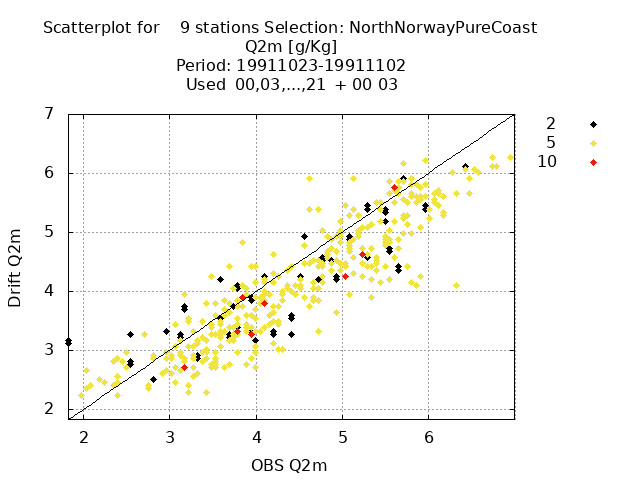 Scatterplot for 9 stations Selection: NorthNorwayPureCoast
Q2m [g/Kg]
Period: 19911023-19911102
Used 00,03,...,21 + 00 03
7
6
5
4
3
2
Drift Q2m
2 3 4 5 6
OBS Q2m
2
5
10